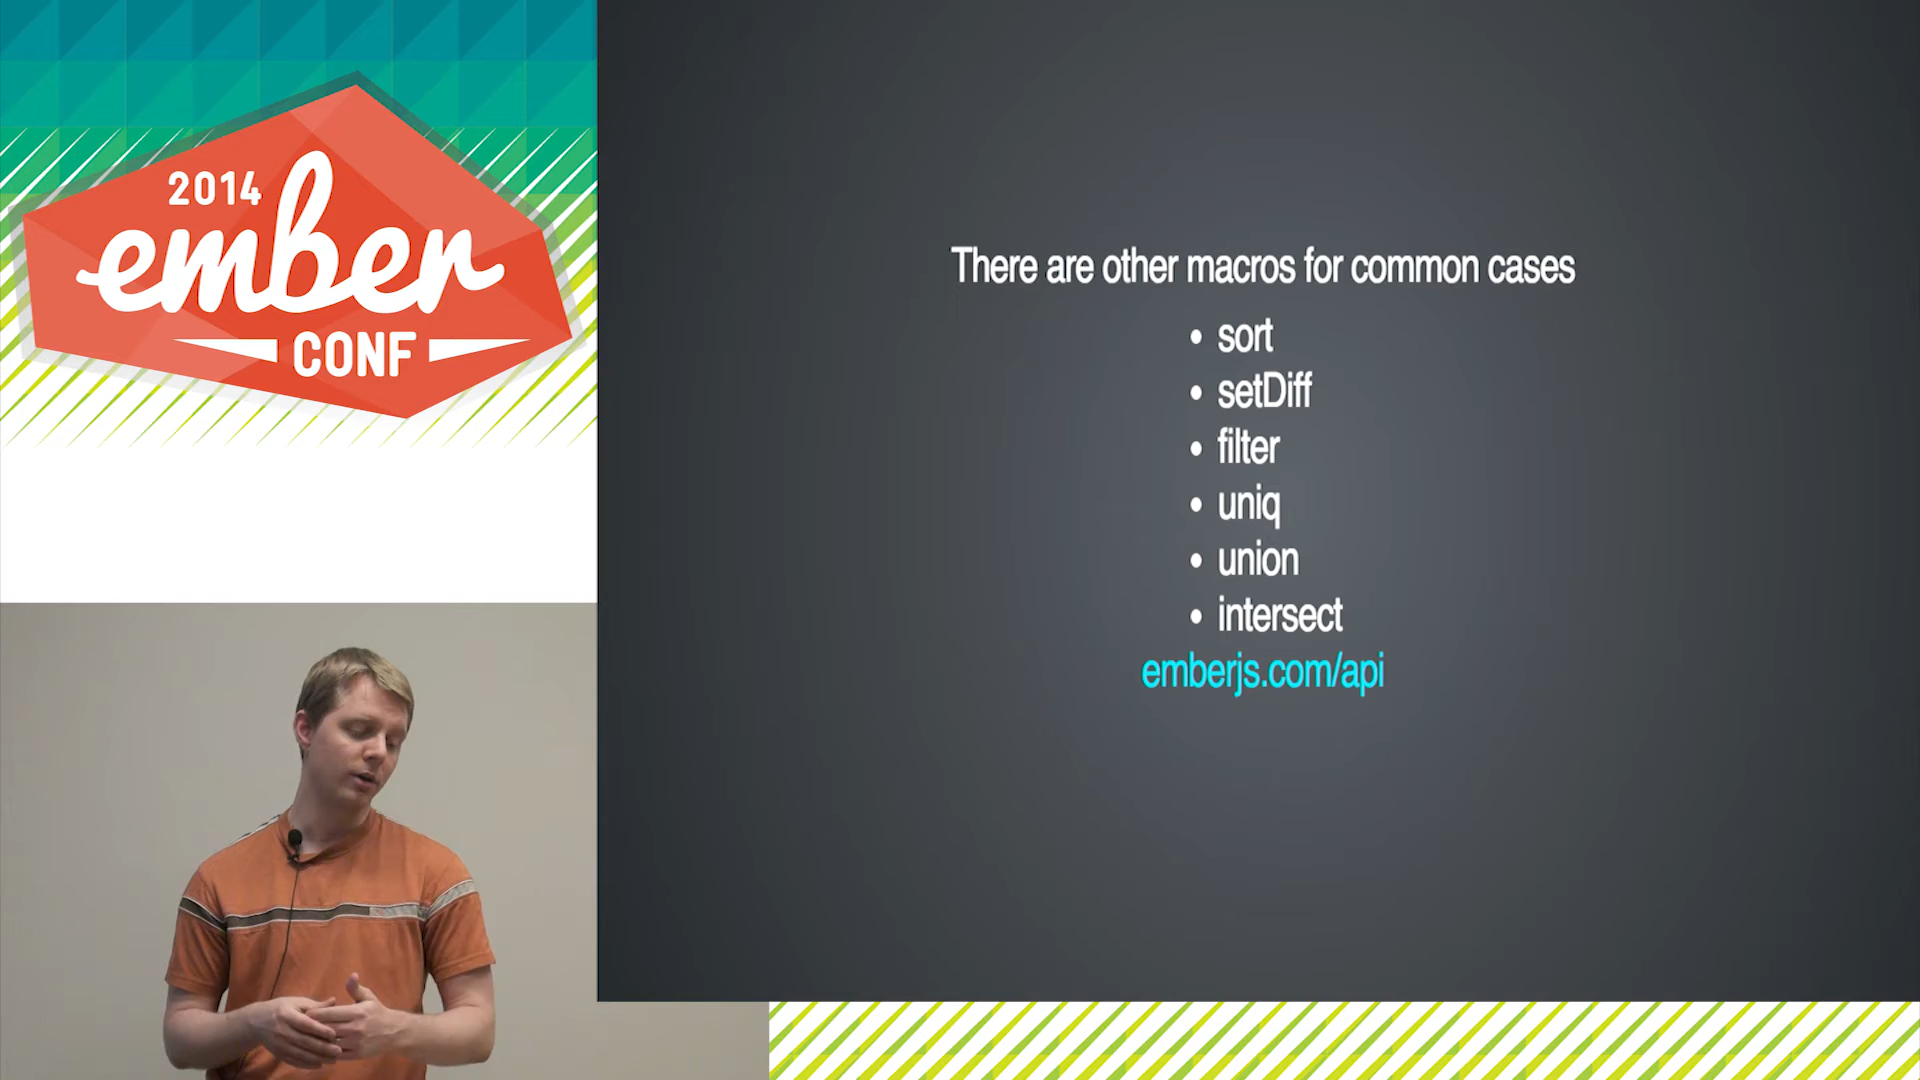 2014
ember
CONF
There are other macros for common cases
• sort
• setDiff
• filter
• uniq
• union
• intersect
emberjs.com/api